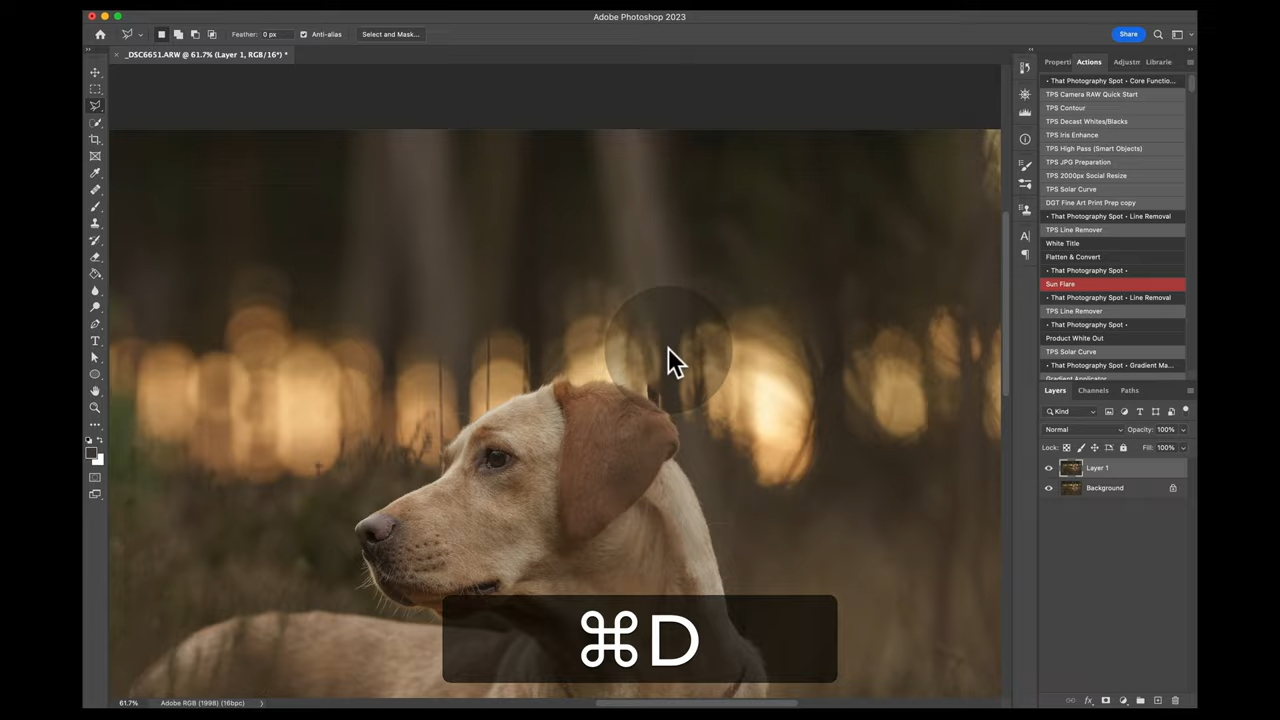 Adobe Photoshop 2023
Feather: 0 px
Anti-alias
Select and Mask...
Share
_DSC6651.ARW @ 61.7% (Layer 1, RGB/16*) *
Properti
Actions
Adjustm
Librarie
• That Photography Spot • Core Functio...
TPS Camera RAW Quick Start
TPS Contour
TPS Decast Whites/Blacks
TPS Iris Enhance
TPS High Pass (Smart Objects)
TPS JPG Preparation
TPS 2000px Social Resize
TPS Solar Curve
DGT Fine Art Print Prep copy
• That Photography Spot • Line Removal
TPS Line Remover
White Title
Flatten & Convert
• That Photography Spot •
Sun Flare
• That Photography Spot • Line Removal
TPS Line Remover
• That Photography Spot •
Product White Out
TPS Solar Curve
• That Photography Spot • Gradient Ma...
Gradient Applicator
Layers
Channels
Paths
Kind
Normal
Opacity: 100%
Lock:
Fill: 100%
Layer 1
Background
⌘D
61.7%
Adobe RGB (1998) (16bpc)